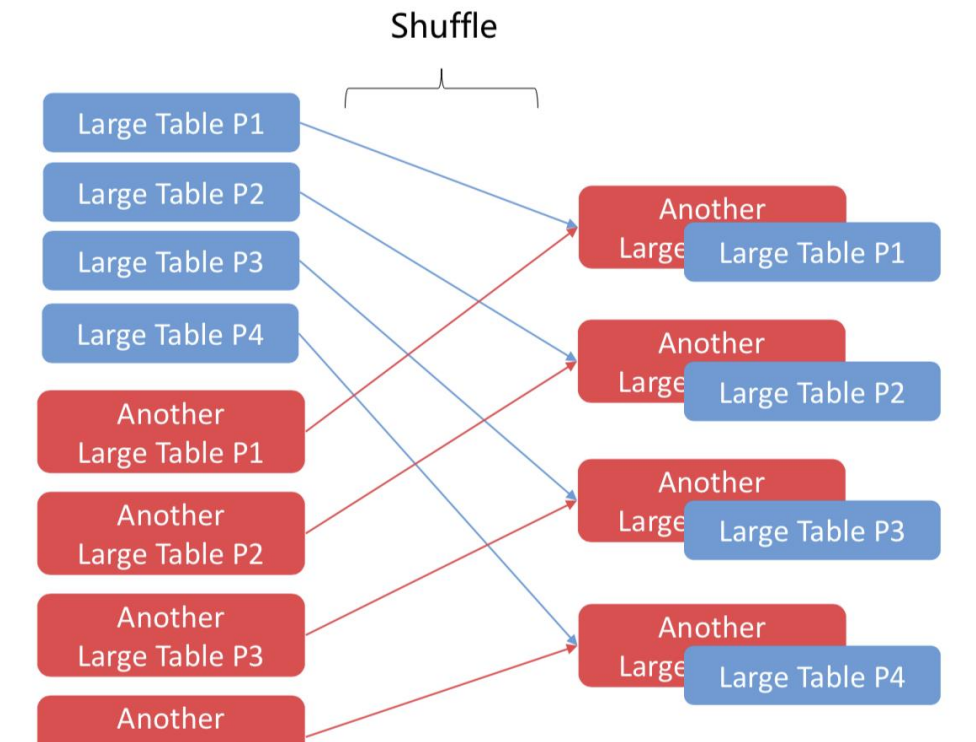 Shuffle
Large Table P1
Large Table P2
Large Table P3
Large Table P4
Another
Large Table P1
Another
Large Table P2
Another
Large Table P3
Another
Another
Large
Large Table P1
Another
Large
Large Table P2
Another
Large
Large Table P3
Another
Large
Large Table P4